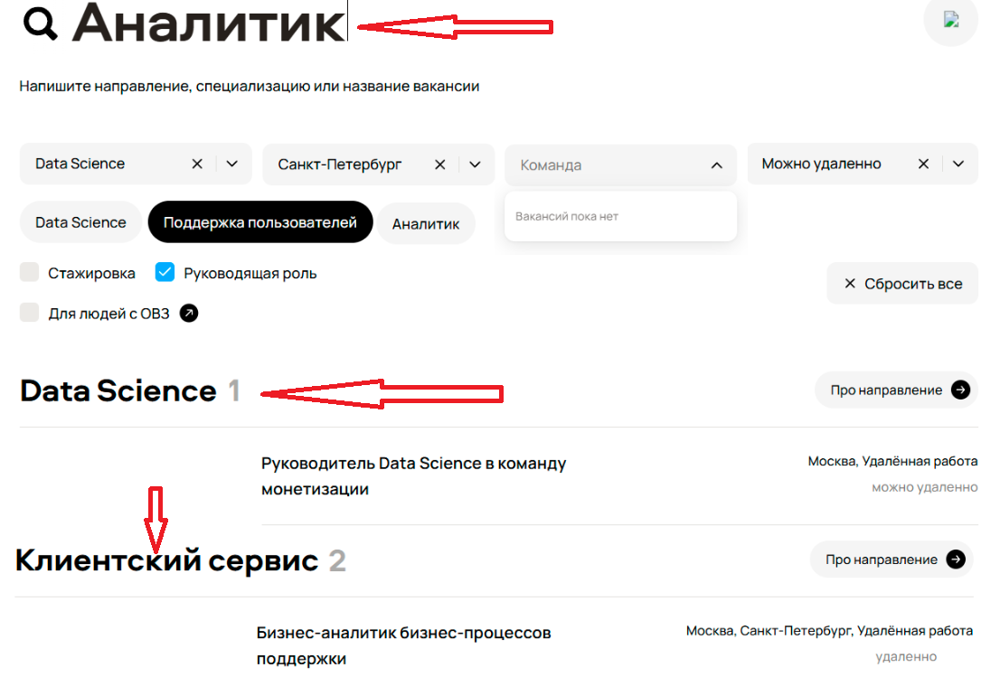 Аналитик
Напишите направление, специализацию или название вакансии
Data Science
Санкт-Петербург
Команда
Можно удаленно
Data Science
Поддержка пользователей
Аналитик
Вакансий пока нет
Стажировка
Руководящая роль
Сбросить все
Для людей с ОВЗ
Data Science 1
Про направление
Руководитель Data Science в команду
монетизации
Москва, Удалённая работа
можно удаленно
Клиентский сервис 2
Про направление
Бизнес-аналитик бизнес-процессов
поддержки
Москва, Санкт-Петербург, Удалённая работа
удаленно